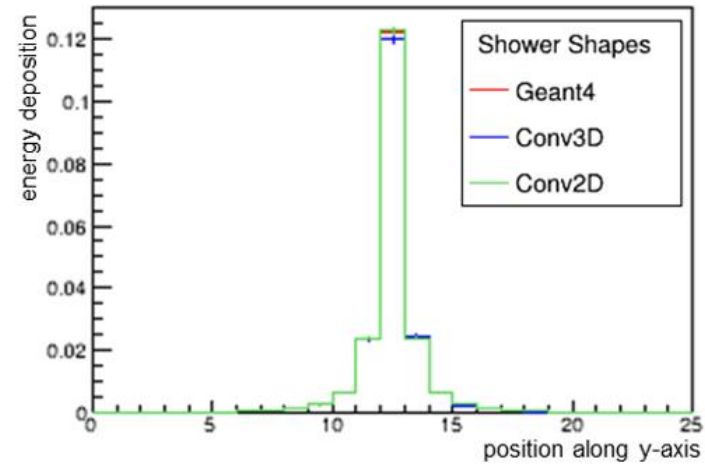 energy deposition
0.12
0.1
0.08
0.06
0.04
0.02
0
Shower Shapes
Geant4
Conv3D
Conv2D
0 5 10 15 20 25
position along y-axis